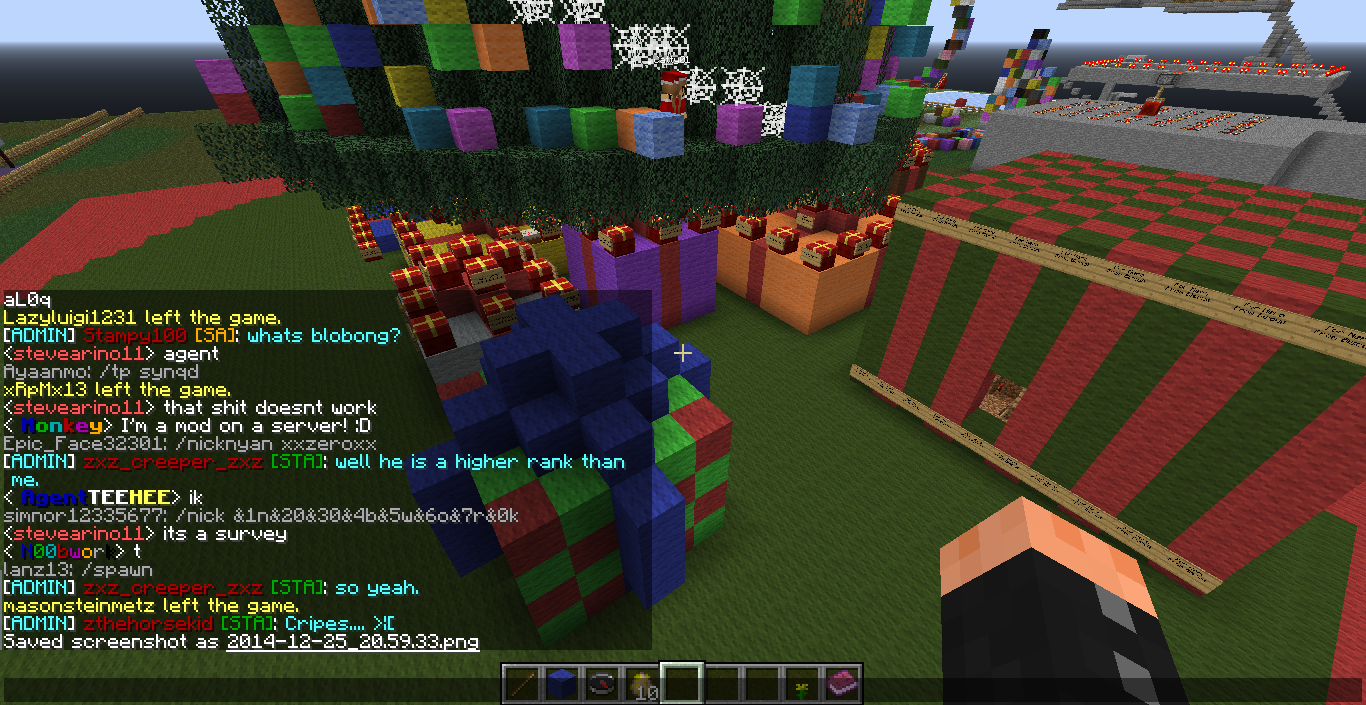 aL0q
Lazyluigi1231 left the game.
[ADMIN] Stampy100 [SA]: whats blobong?
<stevearino11> agent
Ayaanmo: /tp synqd
xRpMx13 left the game.
<stevearino11> that shit doesnt work
< Monkey> I'm a mod on a server! :D
Epic_Face32301: /nicknyan xxzeroxx
[ADMIN] zxz_creeper_zxz [STA]: well he is a higher rank than
me.
< AgentTEEHEE> ik
simnor12335677: /nick &1n&20&30&4b&5w&6o&7r&0k
<stevearino11> its a survey
< N00bwor > t
lanz13: /spawn
[ADMIN] zxz_creeper_zxz [STA]: so yeah.
masonsteinmetz left the game.
[ADMIN] zthehorsekid [STA]: Cripes.... >:[
Saved screenshot as 2014-12-25_20.59.33.png
10